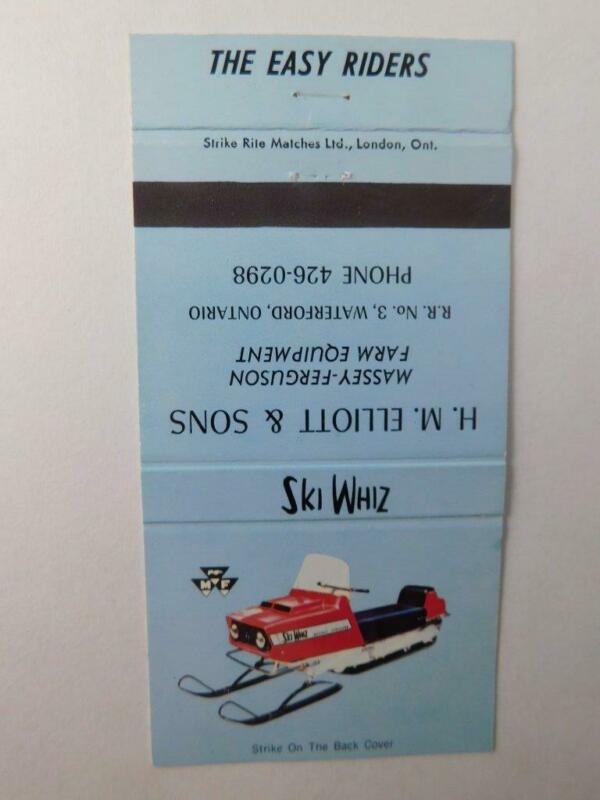 THE EASY RIDERS
Strike Rite Matches Ltd., London, Ont.
H. M. ELLIOTT & SONS
MASSEY-FERGUSON
FARM EQUIPMENT
R.R. No. 3, WATERFORD, ONTARIO
PHONE 426-0298
SKI WHIZ
MF
SKI WHIZ
Strike On The Back Cover